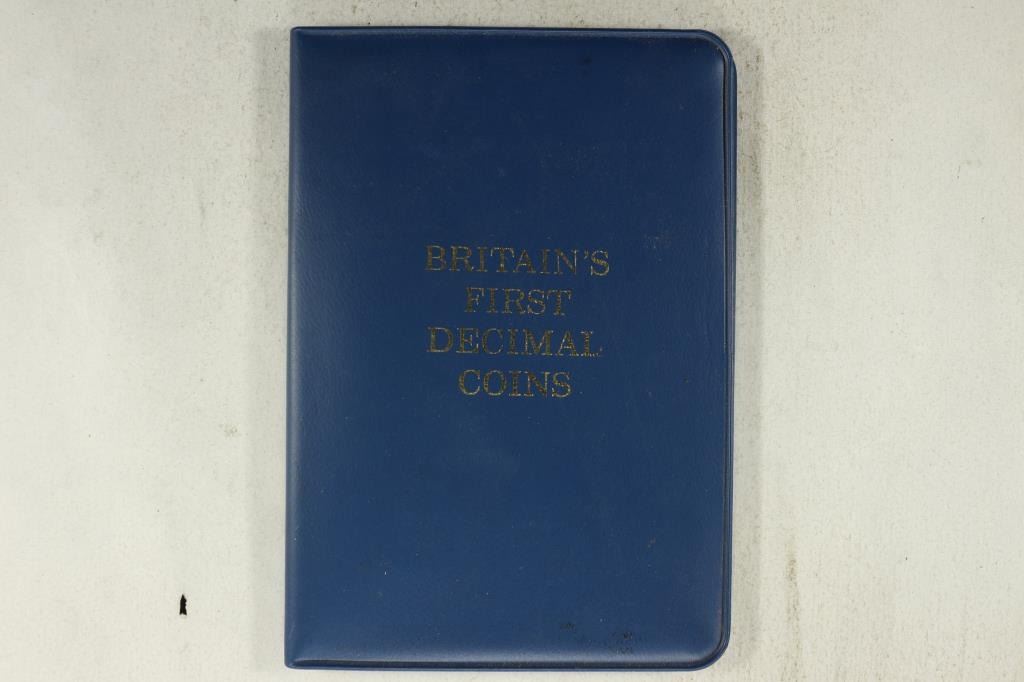 BRITAIN'S
FIRST
DECIMAL
COINS